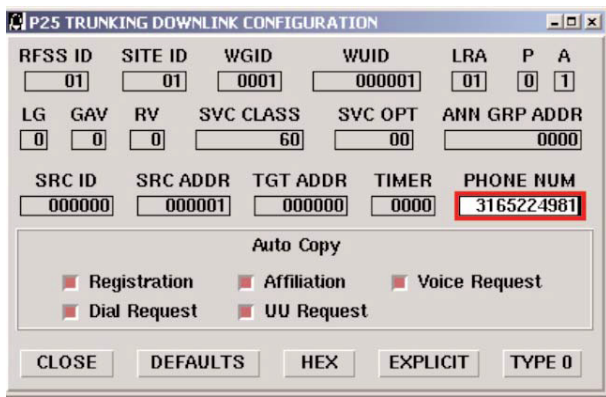 P25 TRUNKING DOWNLINK CONFIGURATION
RFSS ID SITE ID WGID WUID LRA P A
01 01 0001 000001 01 0 1
LG GAV RV SVC CLASS SVC OPT ANN GRP ADDR
0 0 0 60 00 0000
SRC ID SRC ADDR TGT ADDR TIMER PHONE NUM
000000 000001 000000 0000 3165224981
Auto Copy
Registration Affiliation Voice Request
Dial Request UU Request
CLOSE DEFAULTS HEX EXPLICIT TYPE 0